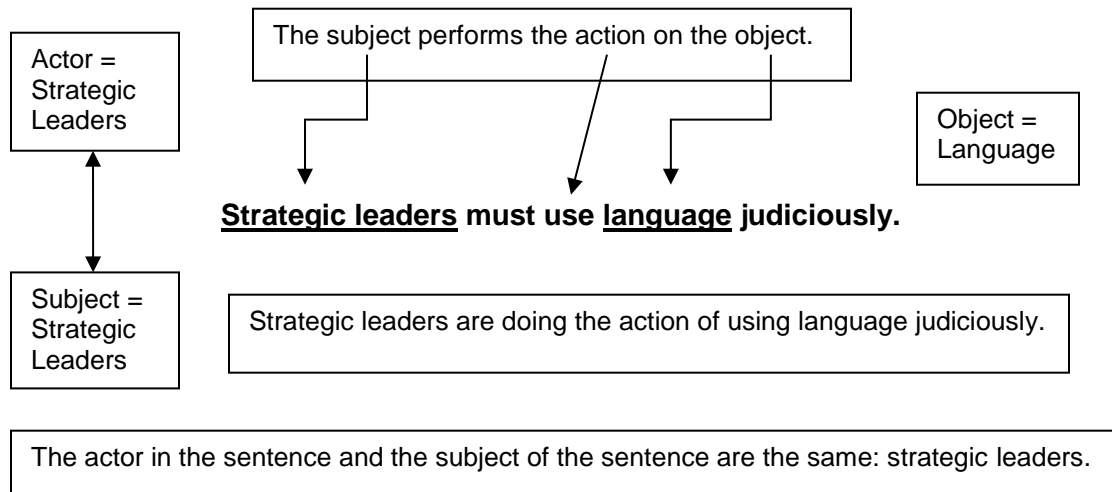 The subject performs the action on the object.
Actor =
Strategic
Leaders
Object =
Language
Strategic leaders must use language judiciously.
Subject =
Strategic
Leaders
Strategic leaders are doing the action of using language judiciously.
The actor in the sentence and the subject of the sentence are the same: strategic leaders.